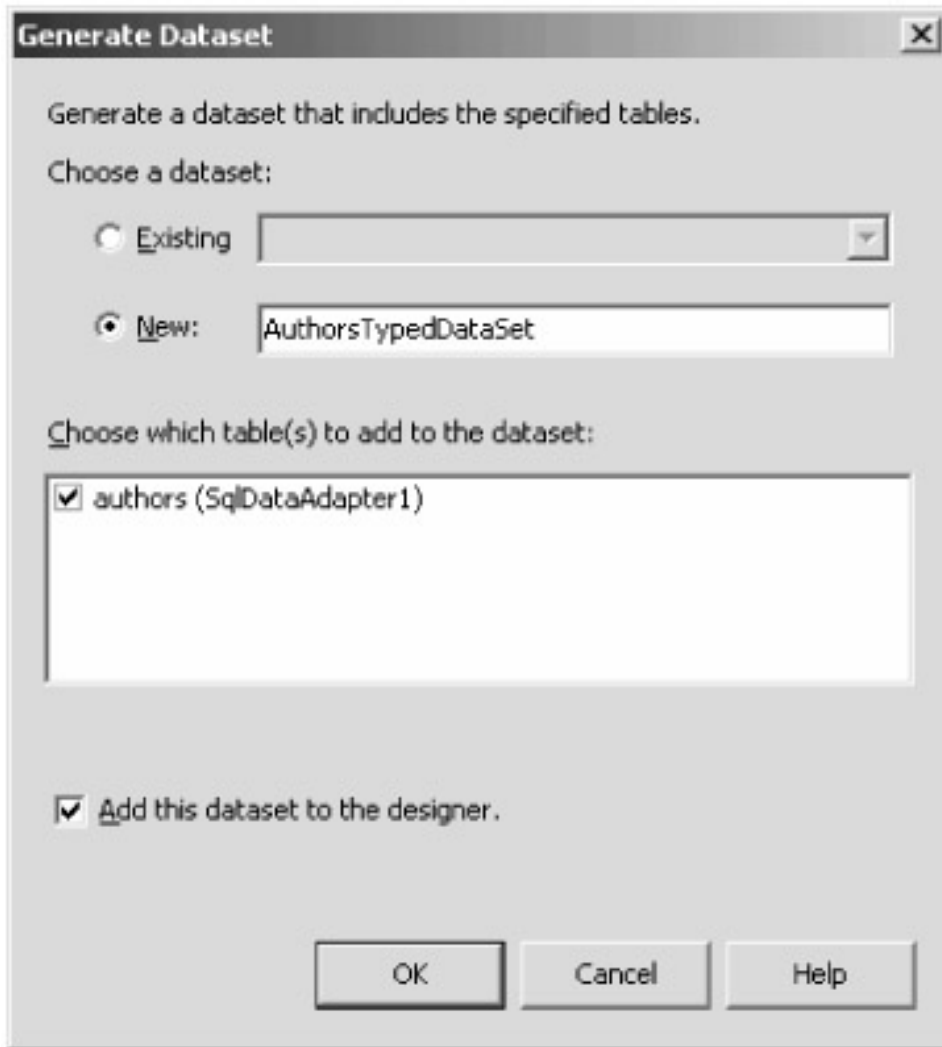 Generate Dataset
Generate a dataset that includes the specified tables.
Choose a dataset:
Existing
New: AuthorsTypedDataSet
Choose which table(s) to add to the dataset:
authors (SqlDataAdapter1)
Add this dataset to the designer.
OK Cancel Help